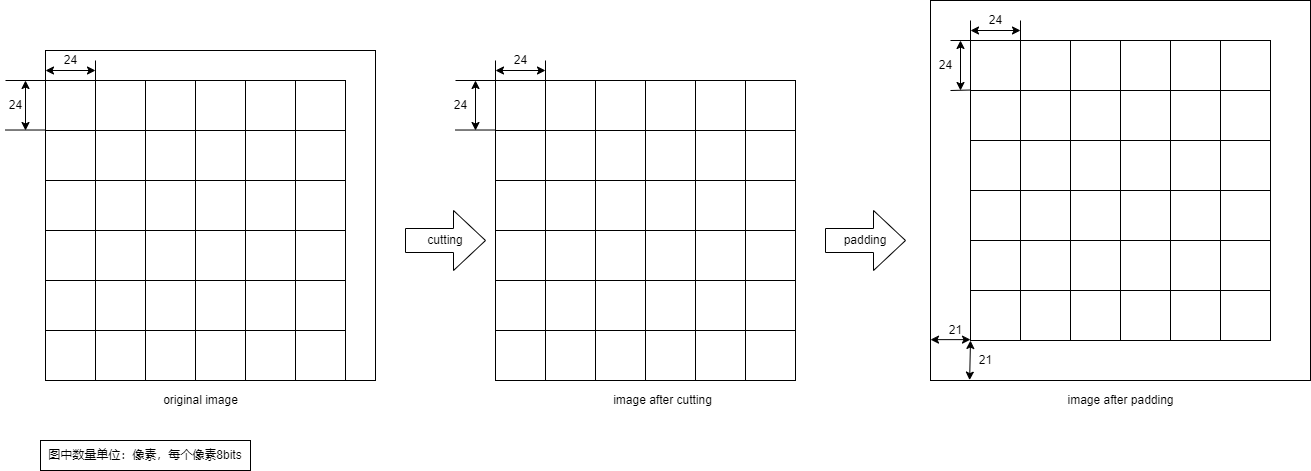 24
24
original image
cutting
24
24
image after cutting
padding
24
24
21
21
image after padding
图中数量单位：像素，每个像素8bits